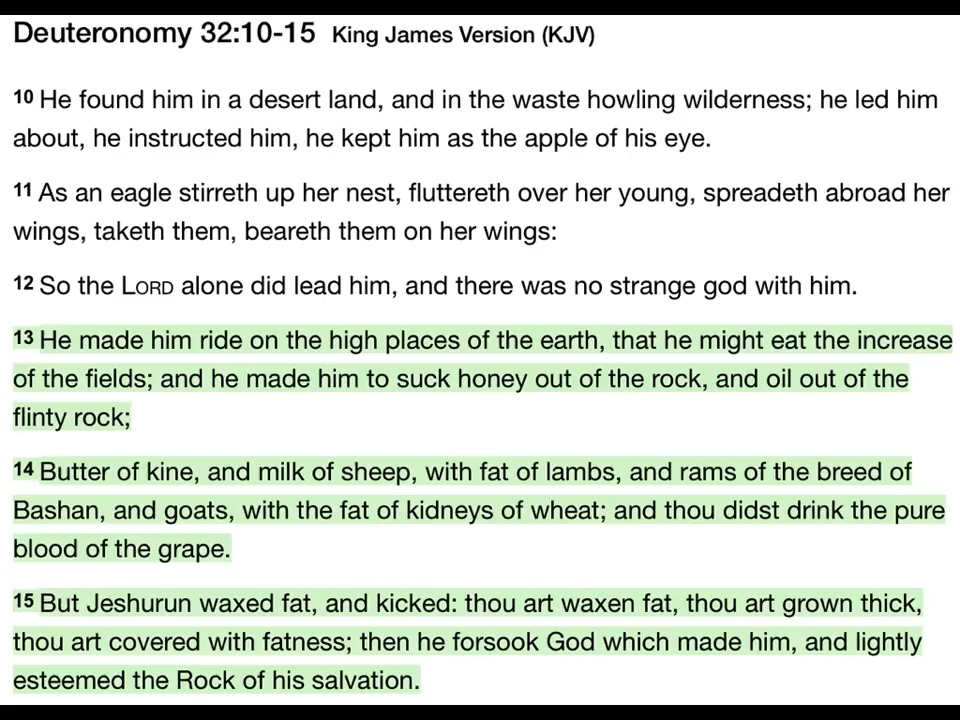 Deuteronomy 32:10-15 King James Version (KJV)
10 He found him in a desert land, and in the waste howling wilderness; he led him
about, he instructed him, he kept him as the apple of his eye.
11 As an eagle stirreth up her nest, fluttereth over her young, spreadeth abroad her
wings, taketh them, beareth them on her wings:
12 So the LORD alone did lead him, and there was no strange god with him.
13 He made him ride on the high places of the earth, that he might eat the increase
of the fields; and he made him to suck honey out of the rock, and oil out of the
flinty rock;
14 Butter of kine, and milk of sheep, with fat of lambs, and rams of the breed of
Bashan, and goats, with the fat of kidneys of wheat; and thou didst drink the pure
blood of the grape.
15 But Jeshurun waxed fat, and kicked: thou art waxen fat, thou art grown thick,
thou art covered with fatness; then he forsook God which made him, and lightly
esteemed the Rock of his salvation.